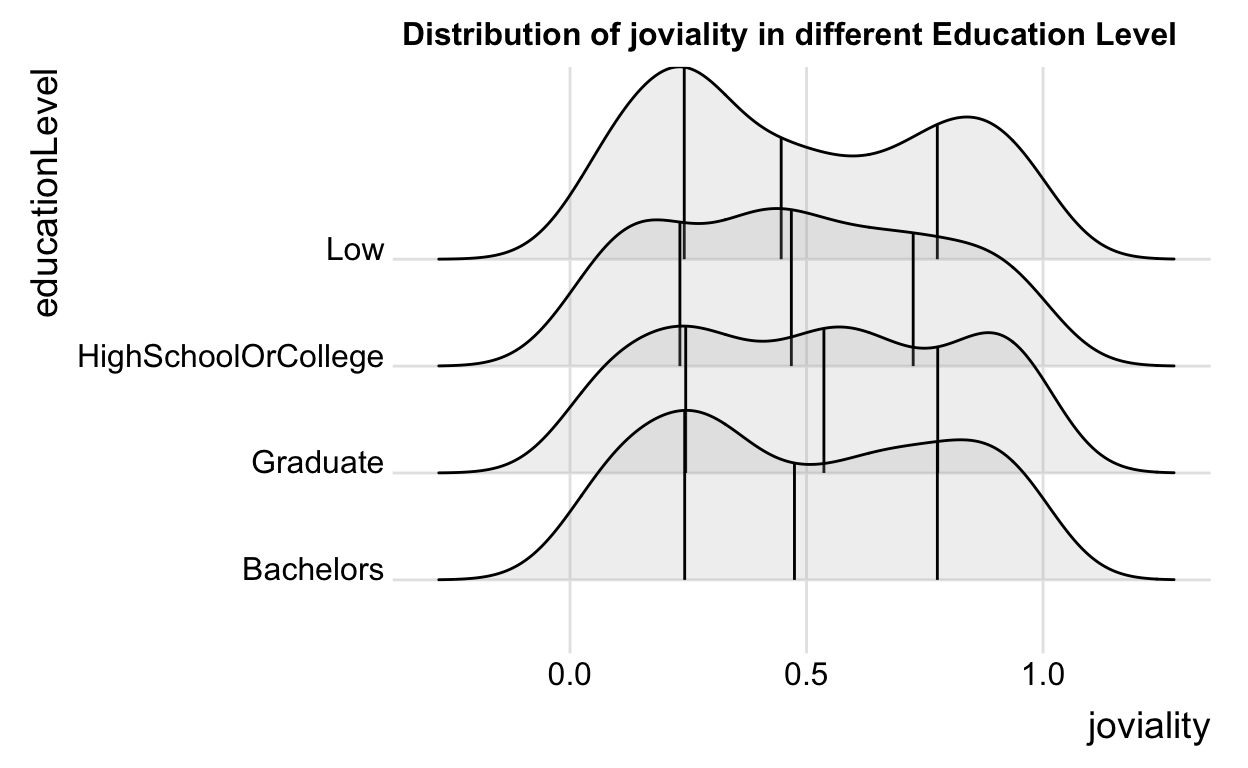 Distribution of joviality in different Education Level
educationLevel
Low
HighSchoolOrCollege
Graduate
Bachelors
0.0 0.5 1.0
joviality